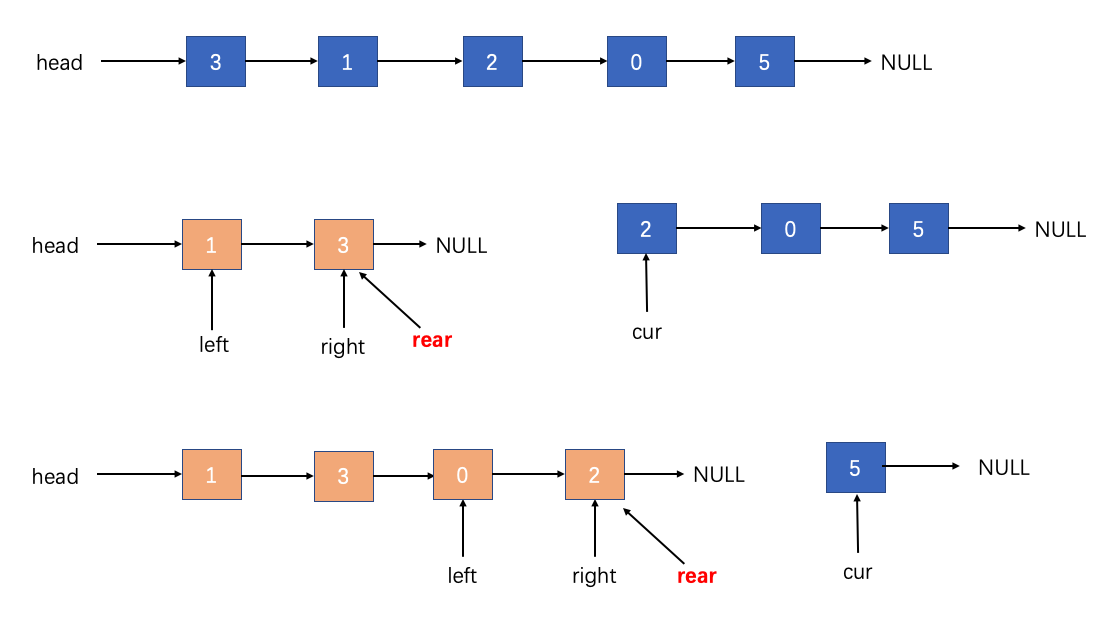 head 3 1 2 0 5 NULL
head 1 3 NULL 2 0 5 NULL
left right rear cur
head 1 3 0 2 NULL 5 NULL
left right rear cur